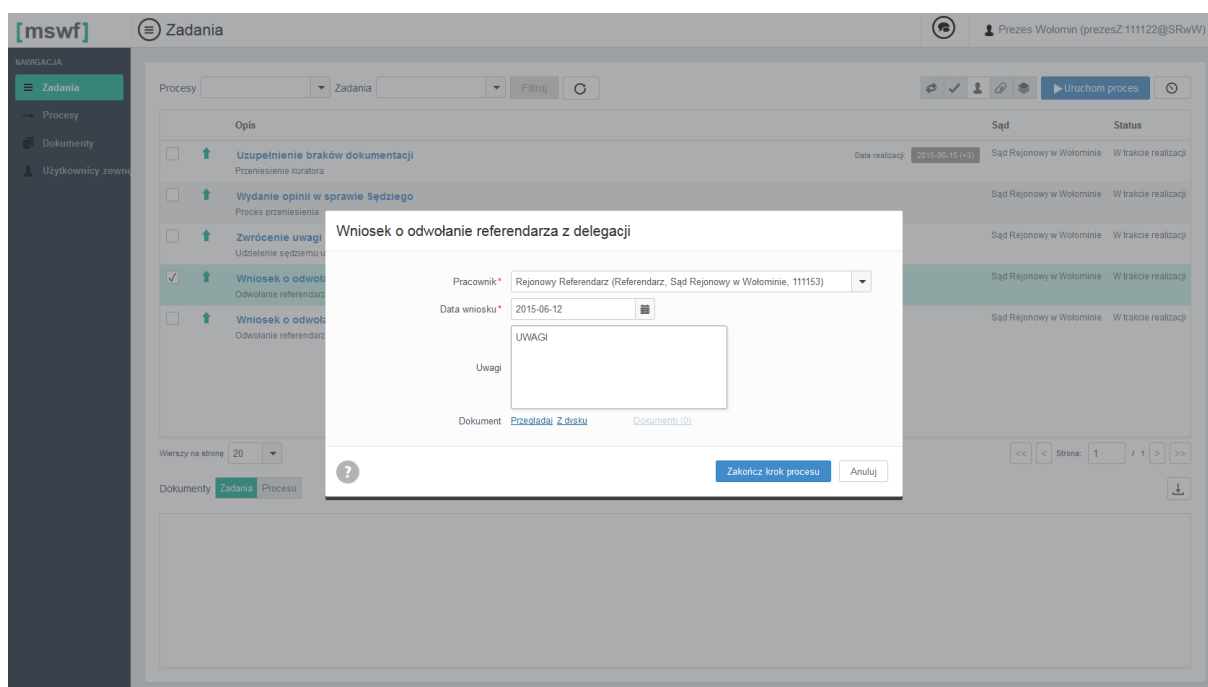 [mswf]
Zadania
Prezes Wołomin (prezesZ:111122@SRwW)
NAWIGACJA
Zadania
Procesy
Dokumenty
Użytkownicy zewnę
Procesy Zadania Filtruj Uruchom proces
Opis Sąd Status
Uzupełnienie braków dokumentacji Data realizacji: 2015-06-15 (+3) Sąd Rejonowy w Wołominie W trakcie realizacji
Przeniesienie kuratora
Wydanie opinii w sprawie Sędziego Sąd Rejonowy w Wołominie W trakcie realizacji
Proces przeniesienia
Zwrócenie uwagi Sąd Rejonowy w Wołominie W trakcie realizacji
Udzielenie sędziemu u
Wniosek o odwoła Sąd Rejonowy w Wołominie W trakcie realizacji
Odwołanie referendarz
Wniosek o odwoła Sąd Rejonowy w Wołominie W trakcie realizacji
Odwołanie referendarz
Wniosek o odwołanie referendarza z delegacji
Pracownik* Rejonowy Referendarz (Referendarz, Sąd Rejonowy w Wołominie, 111153)
Data wniosku* 2015-06-12
UWAGI
Uwagi
Dokument Przeglądaj Z dysku Dokumenty (0)
? Zakończ krok procesu Anuluj
Wierszy na stronę 20 << < Strona: 1 / 1 > >>
Dokumenty Zadania Procesu